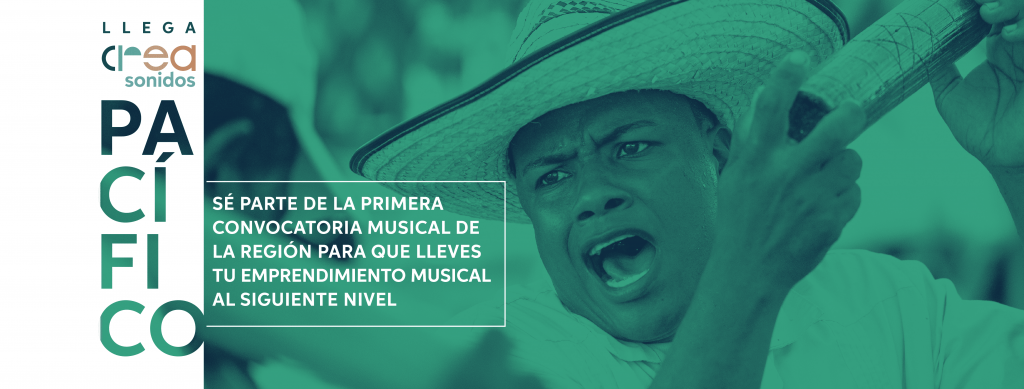 LLEGA
crea
sonidos
PA
CÍ
FI
CO
SÉ PARTE DE LA PRIMERA
CONVOCATORIA MUSICAL DE
LA REGIÓN PARA QUE LLEVES
TU EMPRENDIMIENTO MUSICAL
AL SIGUIENTE NIVEL